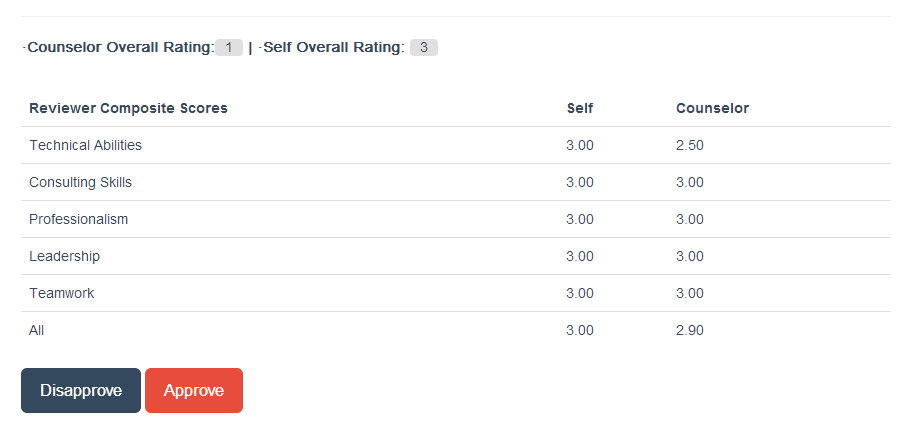 ·Counselor Overall Rating: 1 | ·Self Overall Rating: 3
Reviewer Composite Scores Self Counselor
Technical Abilities 3.00 2.50
Consulting Skills 3.00 3.00
Professionalism 3.00 3.00
Leadership 3.00 3.00
Teamwork 3.00 3.00
All 3.00 2.90
Disapprove Approve